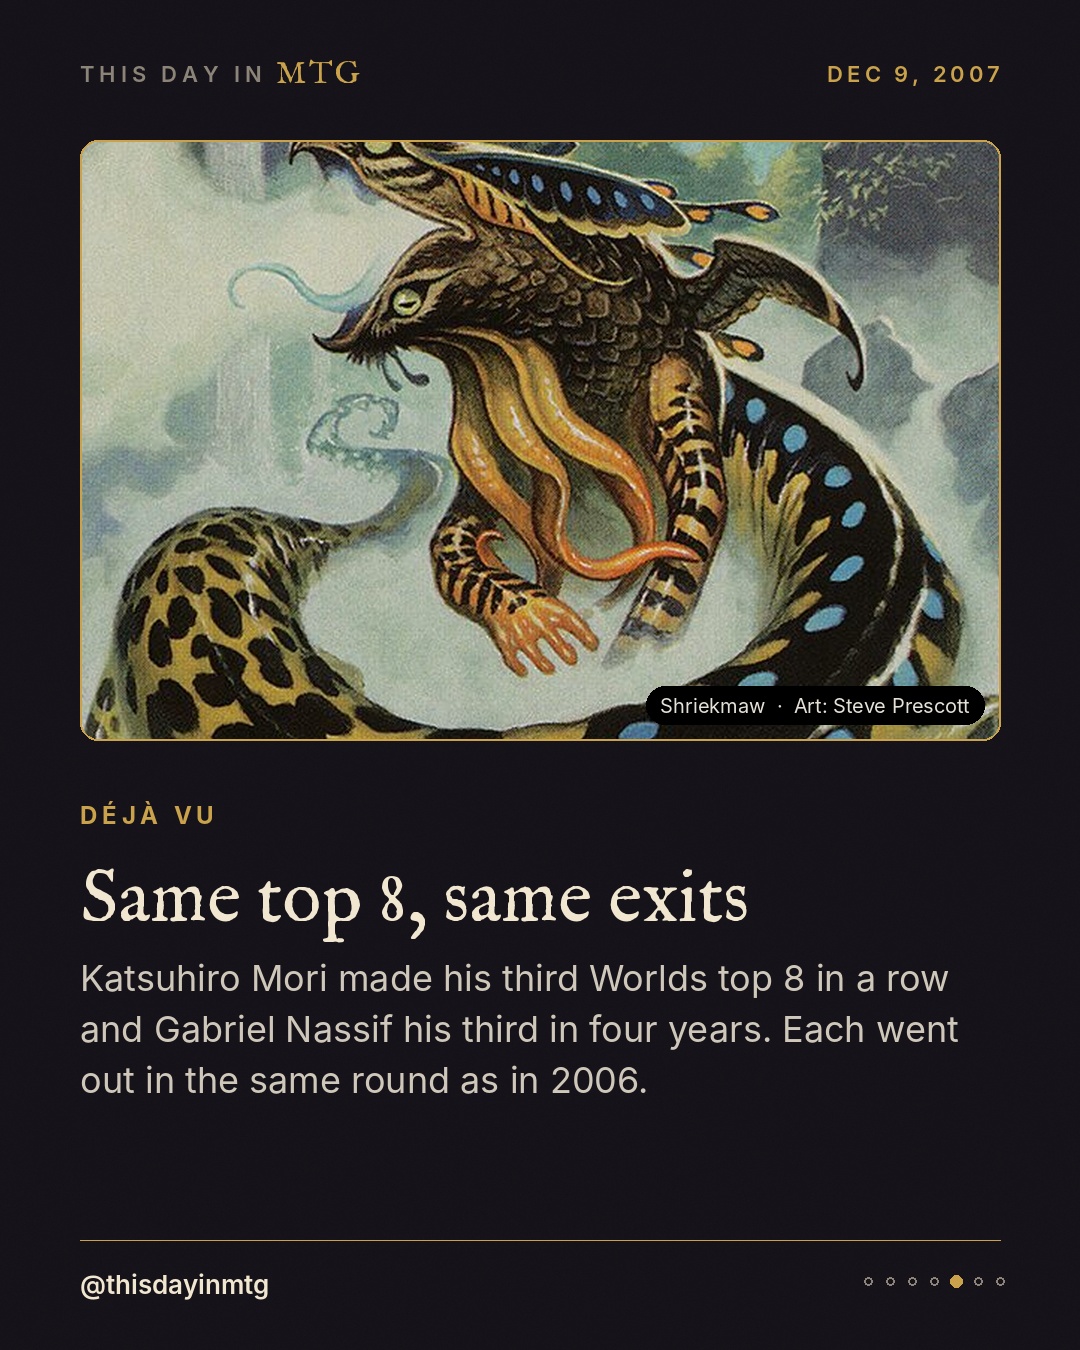 THIS DAY IN MTG
DEC 9, 2007
Shriekmaw · Art: Steve Prescott
DÉJÀ VU
Same top 8, same exits
Katsuhiro Mori made his third Worlds top 8 in a row
and Gabriel Nassif his third in four years. Each went
out in the same round as in 2006.
@thisdayinmtg